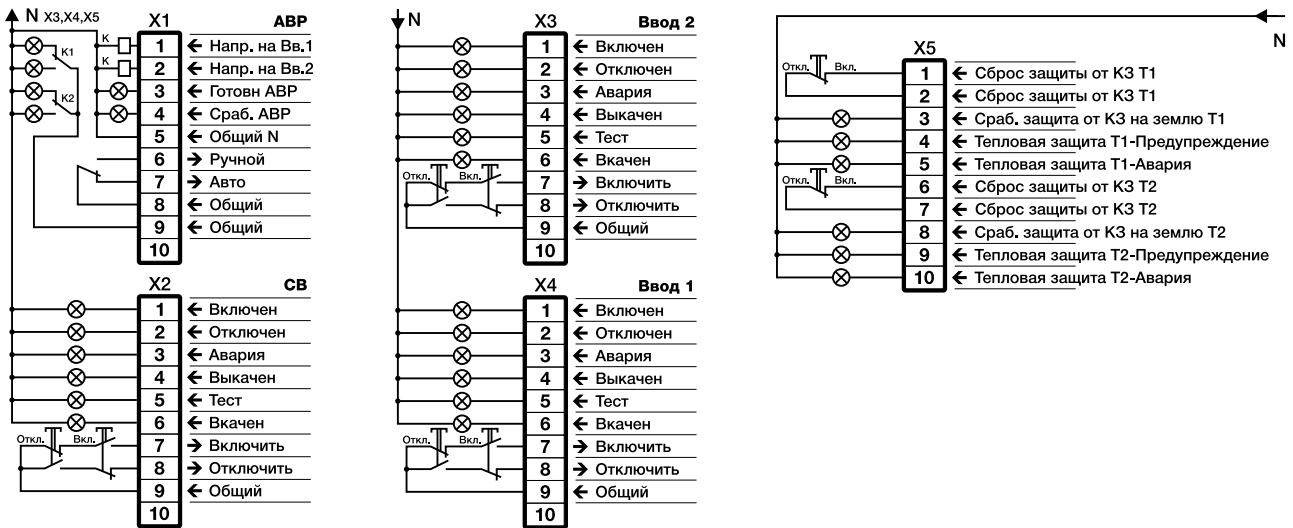 N X3,X4,X5
X1 АВР
К 1 Напр. на Вв.1
К1
К 2 Напр. на Вв.2
3 Готовн АВР
К2
4 Сраб. АВР
5 Общий N
6 Ручной
7 Авто
8 Общий
9 Общий
10
X2 СВ
1 Включен
2 Отключен
3 Авария
4 Выкачен
5 Тест
6 Вкачен
Откл. Вкл.
7 Включить
8 Отключить
9 Общий
10
N
X3 Ввод 2
1 Включен
2 Отключен
3 Авария
4 Выкачен
5 Тест
6 Вкачен
Откл. Вкл.
7 Включить
8 Отключить
9 Общий
10
X4 Ввод 1
1 Включен
2 Отключен
3 Авария
4 Выкачен
5 Тест
6 Вкачен
Откл. Вкл.
7 Включить
8 Отключить
9 Общий
10
N
X5
Откл. Вкл.
1 Сброс защиты от КЗ Т1
2 Сброс защиты от КЗ Т1
3 Сраб. защита от КЗ на землю Т1
4 Тепловая защита Т1-Предупреждение
5 Тепловая защита Т1-Авария
Откл. Вкл.
6 Сброс защиты от КЗ Т2
7 Сброс защиты от КЗ Т2
8 Сраб. защита от КЗ на землю Т2
9 Тепловая защита Т2-Предупреждение
10 Тепловая защита Т2-Авария